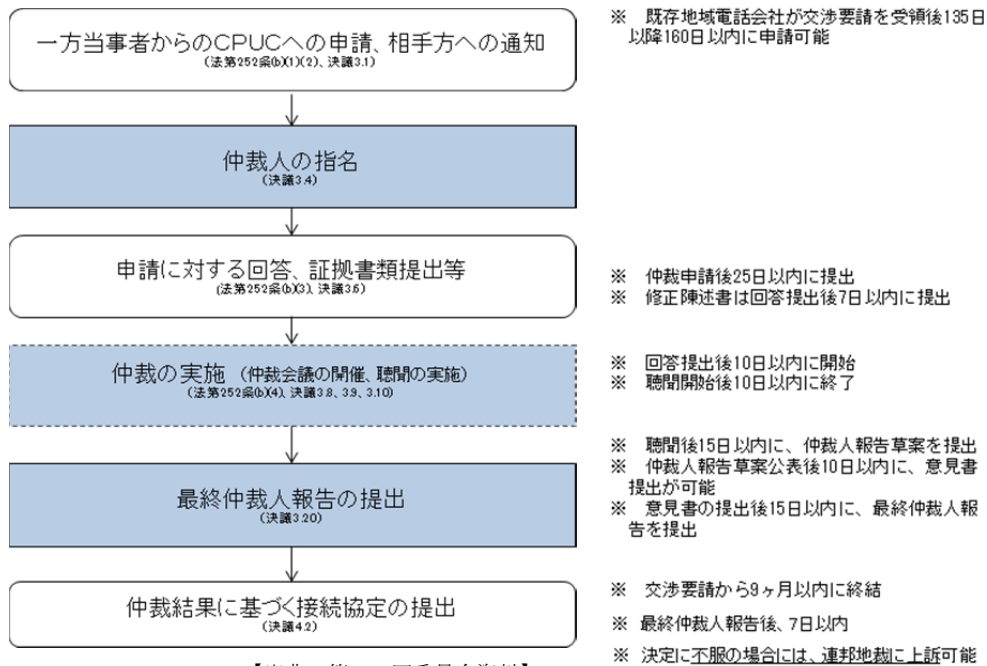 一方当事者からのCPUCへの申請、相手方への通知
(法第252条(b)(1)(2)、決議3.1)
※ 既存地域電話会社が交渉要請を受領後135日
以降160日以内に申請可能
仲裁人の指名
(決議3.4)
申請に対する回答、証拠書類提出等
(法第252条(b)(3)、決議3.6)
※ 仲裁申請後25日以内に提出
※ 修正陳述書は回答提出後7日以内に提出
仲裁の実施 (仲裁会議の開催、聴聞の実施)
(法第252条(b)(4)、決議3.8、3.9、3.10)
※ 回答提出後10日以内に開始
※ 聴聞開始後10日以内に終了
最終仲裁人報告の提出
(決議3.20)
※ 聴聞後15日以内に、仲裁人報告草案を提出
※ 仲裁人報告草案公表後10日以内に、意見書
提出が可能
※ 意見書の提出後15日以内に、最終仲裁人報
告を提出
仲裁結果に基づく接続協定の提出
(決議4.2)
※ 交渉要請から9ヶ月以内に終結
※ 最終仲裁人報告後、7日以内
※ 決定に不服の場合には、連邦地裁に上訴可能